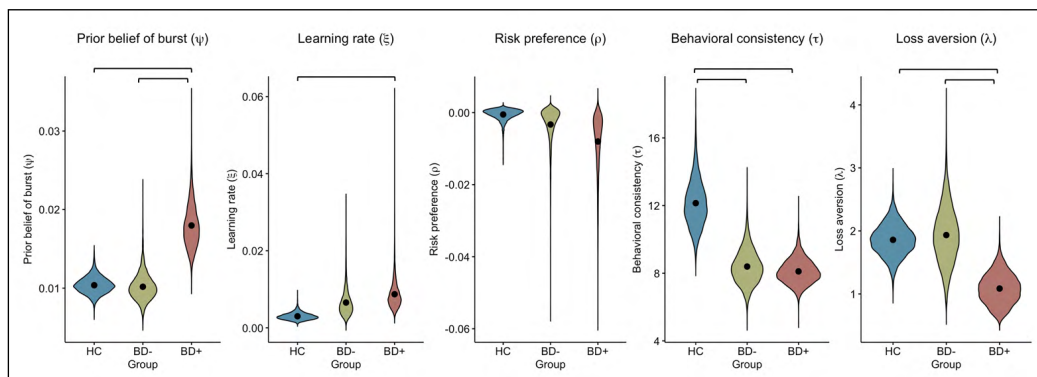 Prior belief of burst (ψ)
Learning rate (ξ)
Risk preference (ρ)
Behavioral consistency (τ)
Loss aversion (λ)
Prior belief of burst (ψ)
0.03
0.02
0.01
HC
BD-
BD+
Group
Learning rate (ξ)
0.06
0.04
0.02
0.00
HC
BD-
BD+
Group
Risk preference (ρ)
0.00
-0.02
-0.04
-0.06
HC
BD-
BD+
Group
Behavioral consistency (τ)
16
12
8
4
HC
BD-
BD+
Group
Loss aversion (λ)
4
3
2
1
HC
BD-
BD+
Group